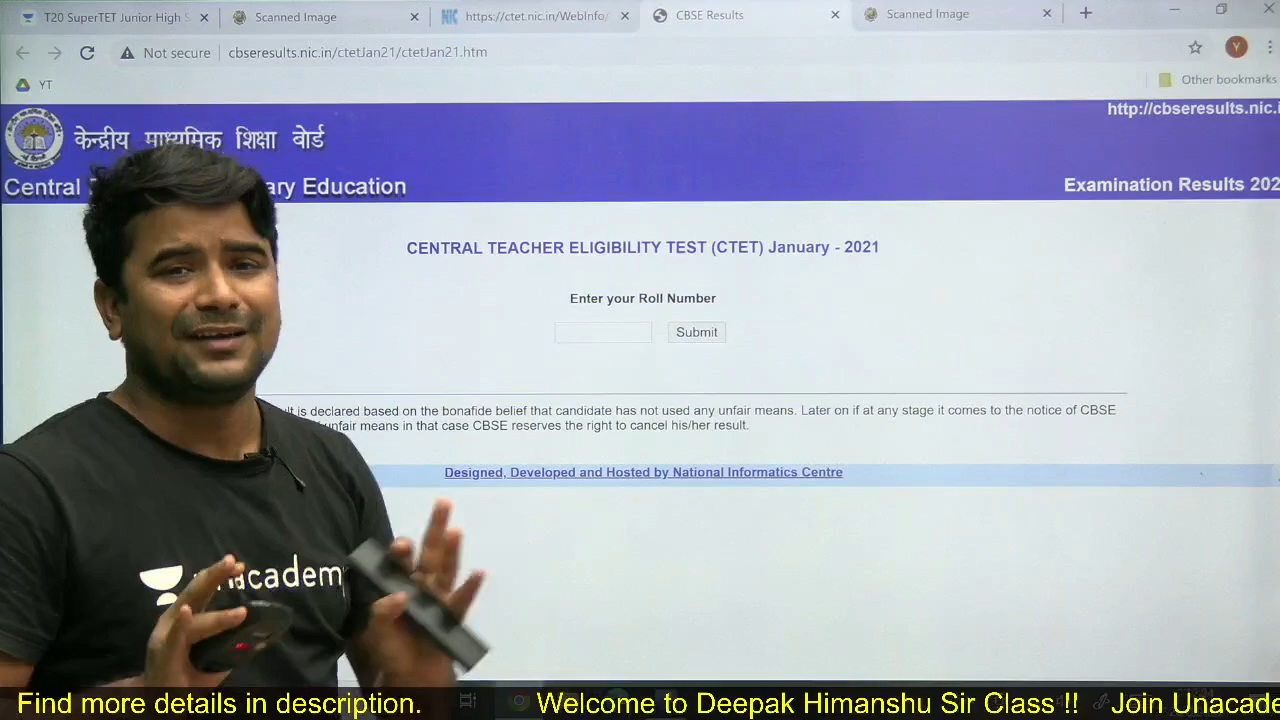 T20 SuperTET Junior High S
Scanned Image
https://ctet.nic.in/WebInfo/
CBSE Results
Scanned Image
Not secure
cbseresults.nic.in/ctetJan21/ctetJan21.htm
Y
YT
Other bookmarks
केन्द्रीय माध्यमिक शिक्षा बोर्ड
http://cbseresults.nic.i
Central
ary Education
Examination Results 202
CENTRAL TEACHER ELIGIBILITY TEST (CTET) January - 2021
Enter your Roll Number
Submit
ult is declared based on the bonafide belief that candidate has not used any unfair means. Later on if at any stage it comes to the notice of CBSE
unfair means in that case CBSE reserves the right to cancel his/her result.
Designed, Developed and Hosted by National Informatics Centre
unacademy
Find more details in description.
Welcome to Deepak Himanshu Sir Class !!
Join Unacade